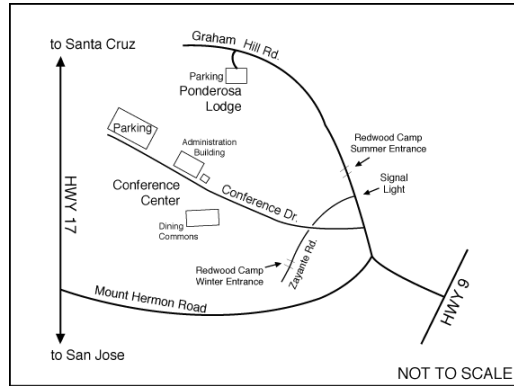 to Santa Cruz
Graham Hill Rd.
Parking
Ponderosa
Lodge
Parking
Administration
Building
Redwood Camp
Summer Entrance
Signal
Light
HWY 17
Conference
Center
Conference Dr.
Dining
Commons
Redwood Camp
Winter Entrance
Zayante Rd.
Mount Hermon Road
HWY 9
to San Jose
NOT TO SCALE